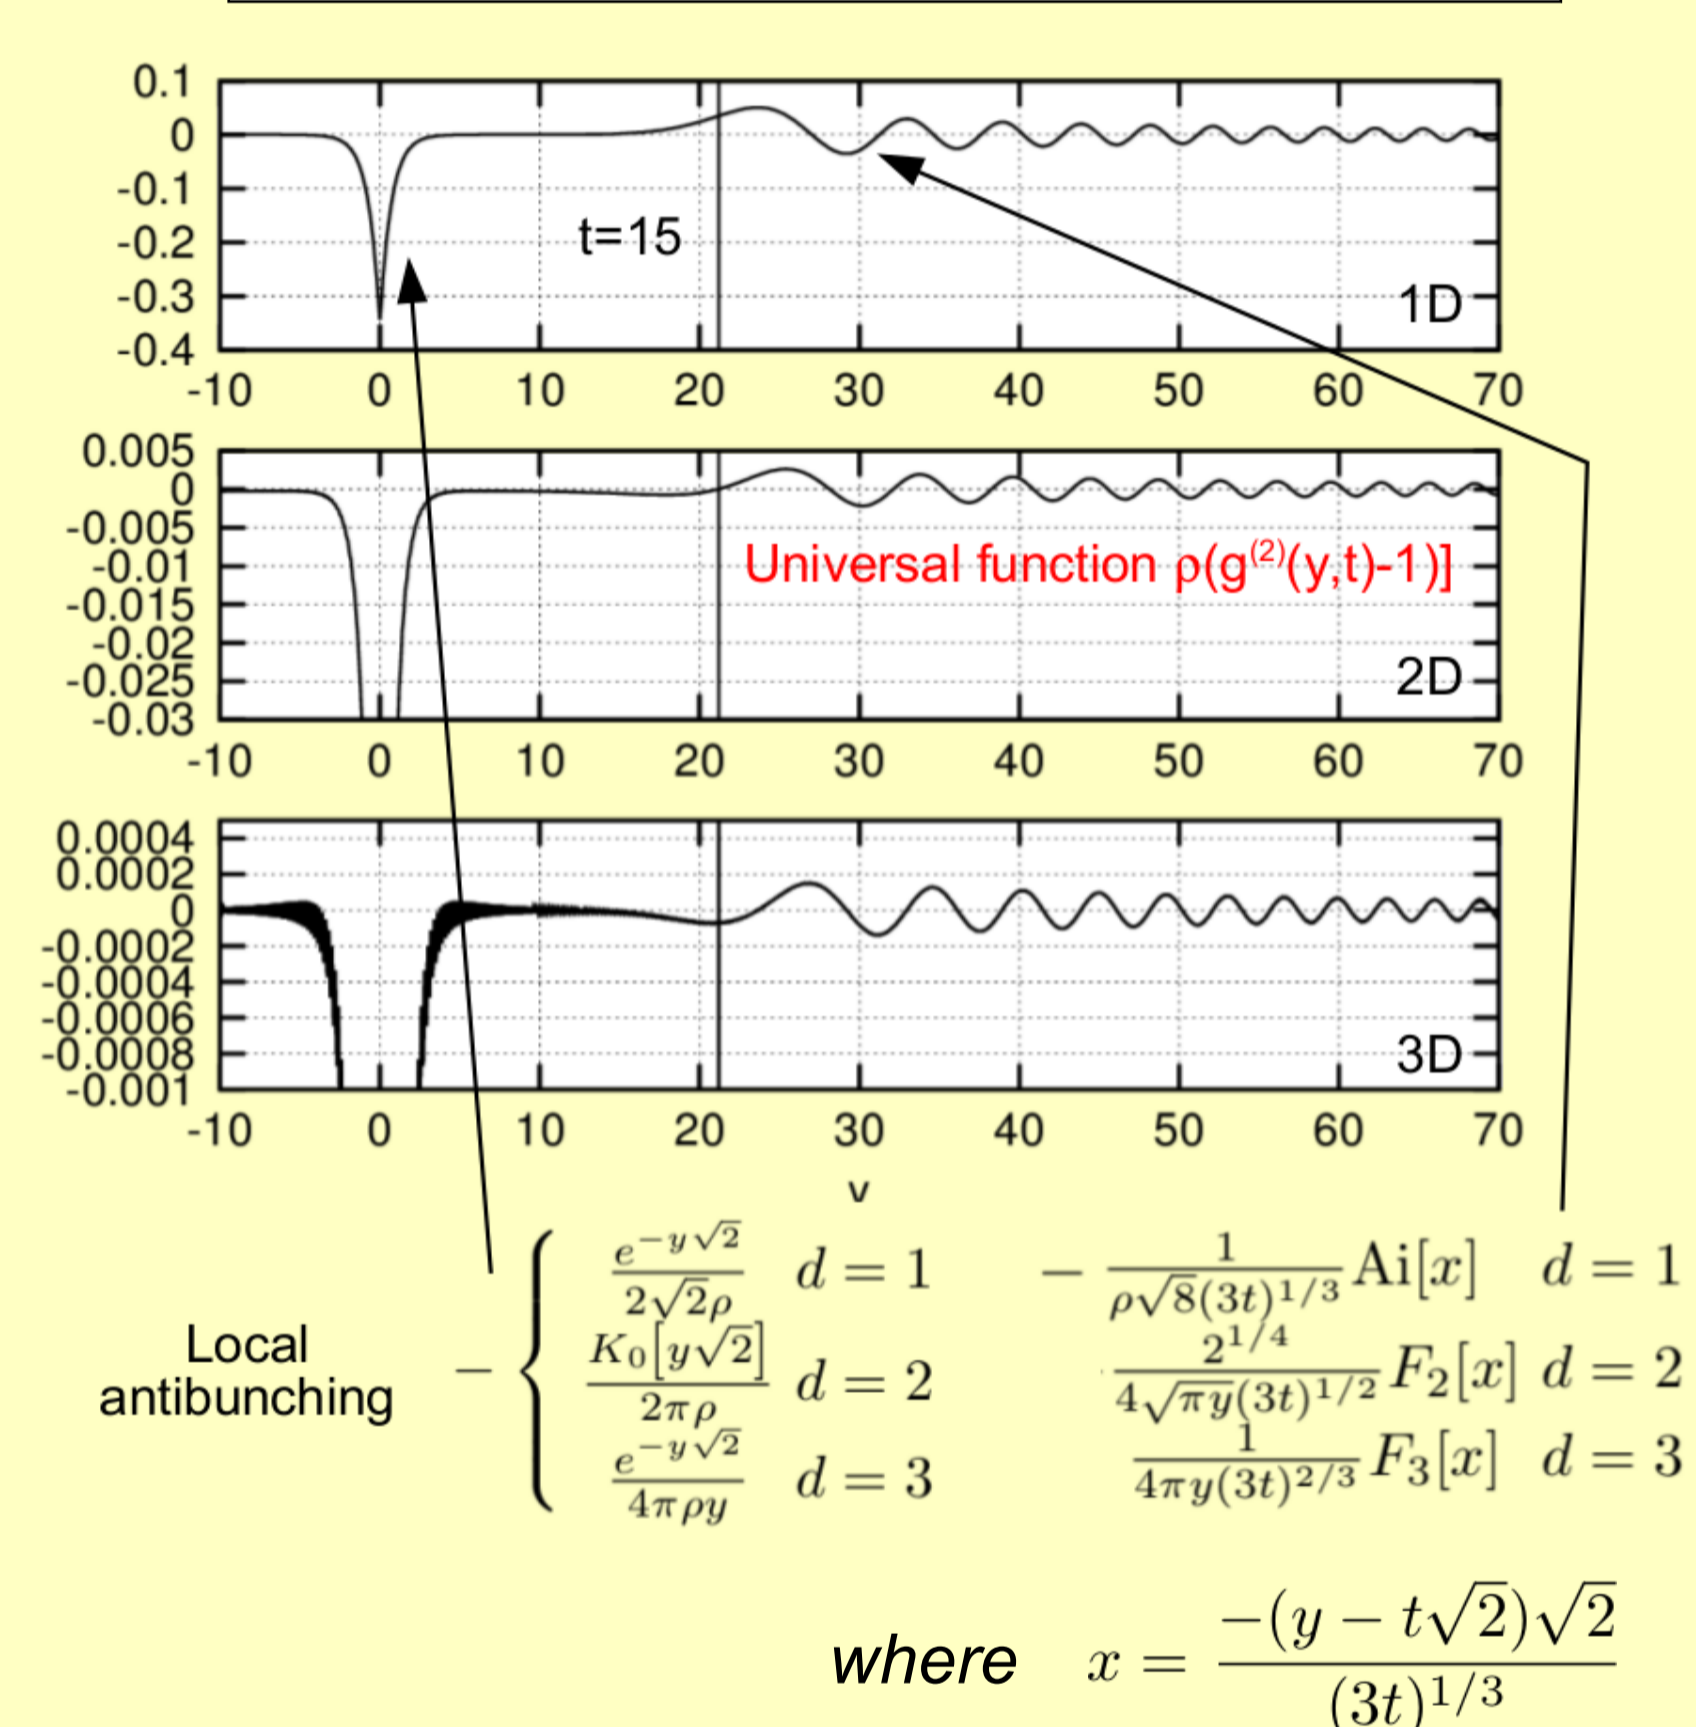 0.1
0
-0.1
-0.2
-0.3
-0.4
t=15
1D
-10 0 10 20 30 40 50 60 70
0.005
0
-0.005
-0.01
-0.015
-0.02
-0.025
-0.03
Universal function ρ(g⁽²⁾(y,t)-1)]
2D
-10 0 10 20 30 40 50 60 70
0.0004
0.0002
0
-0.0002
-0.0004
-0.0006
-0.0008
-0.001
3D
-10 0 10 20 30 40 50 60 70
Local
antibunching
− { e^{−y√2} / 2√2ρ d = 1
K₀[y√2] / 2πρ d = 2
e^{−y√2} / 4πρy d = 3
− 1 / ρ√8(3t)^{1/3} Ai[x] d = 1
2^{1/4} / 4√πy(3t)^{1/2} F₂[x] d = 2
1 / 4πy(3t)^{2/3} F₃[x] d = 3
where x = −(y − t√2)√2 / (3t)^{1/3}